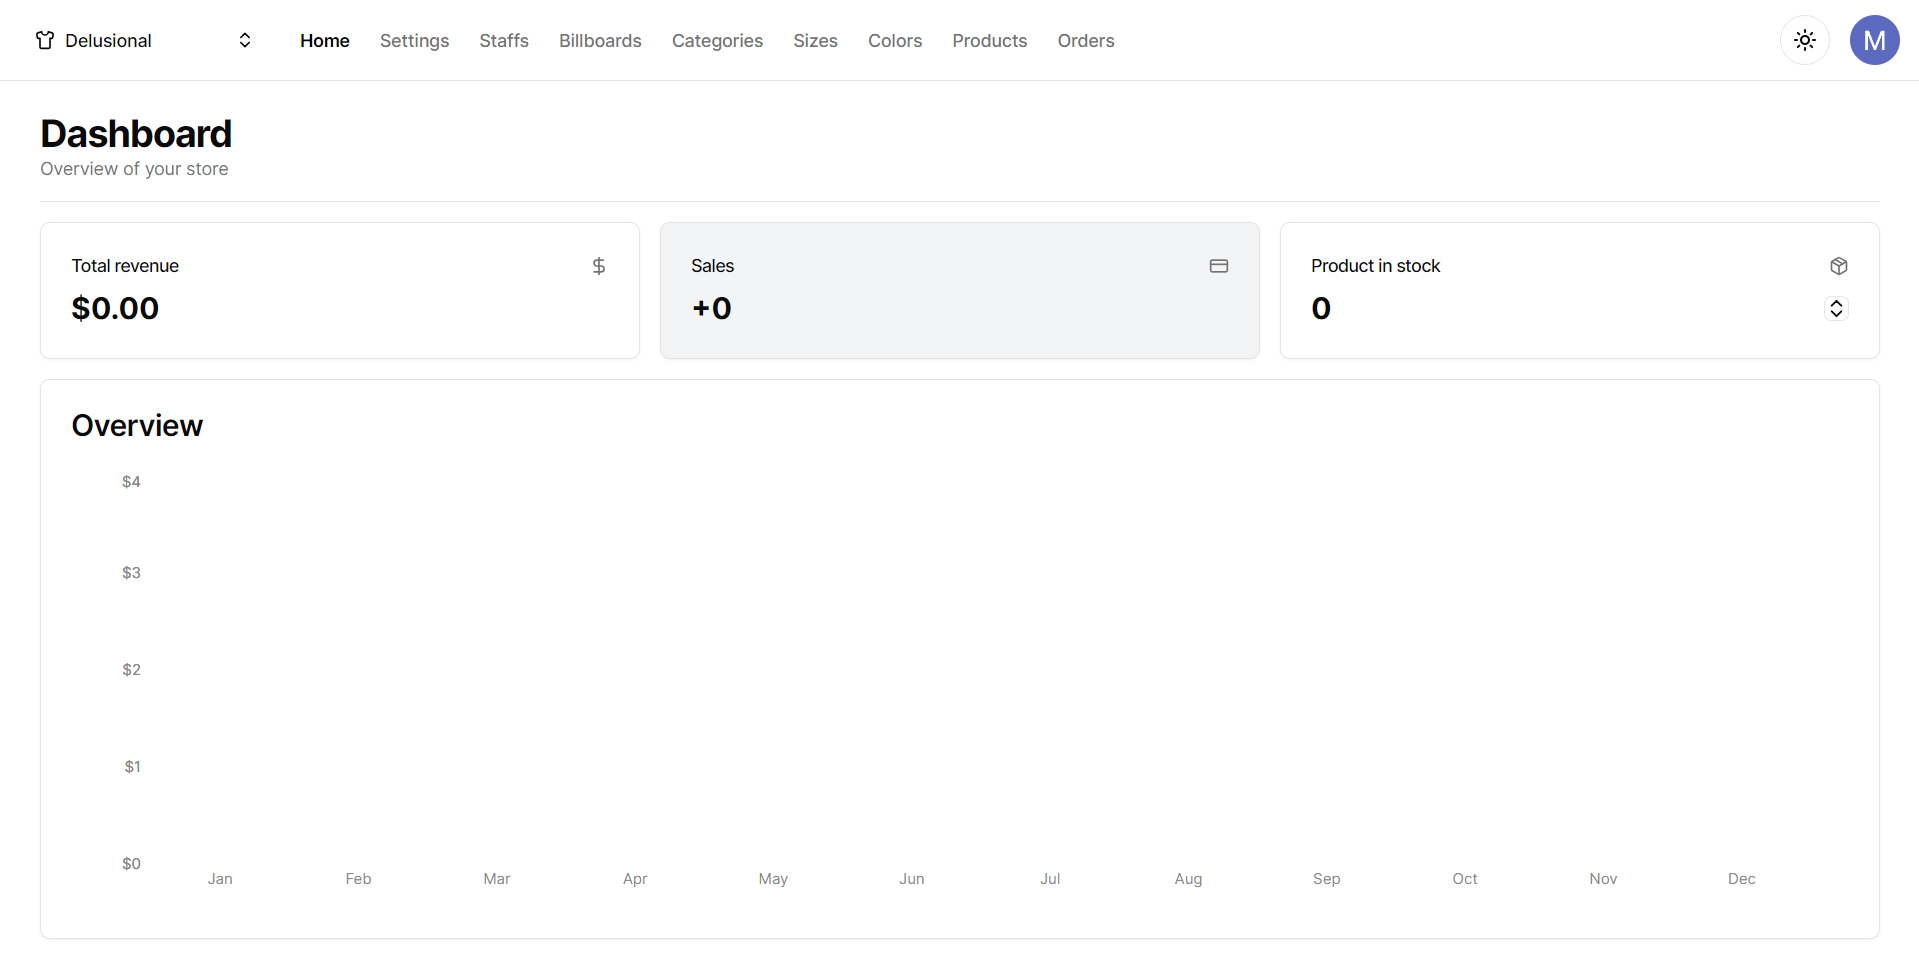 Delusional
Home Settings Staffs Billboards Categories Sizes Colors Products Orders
M
Dashboard
Overview of your store
Total revenue
$0.00
Sales
+0
Product in stock
0
Overview
$4
$3
$2
$1
$0
Jan Feb Mar Apr May Jun Jul Aug Sep Oct Nov Dec